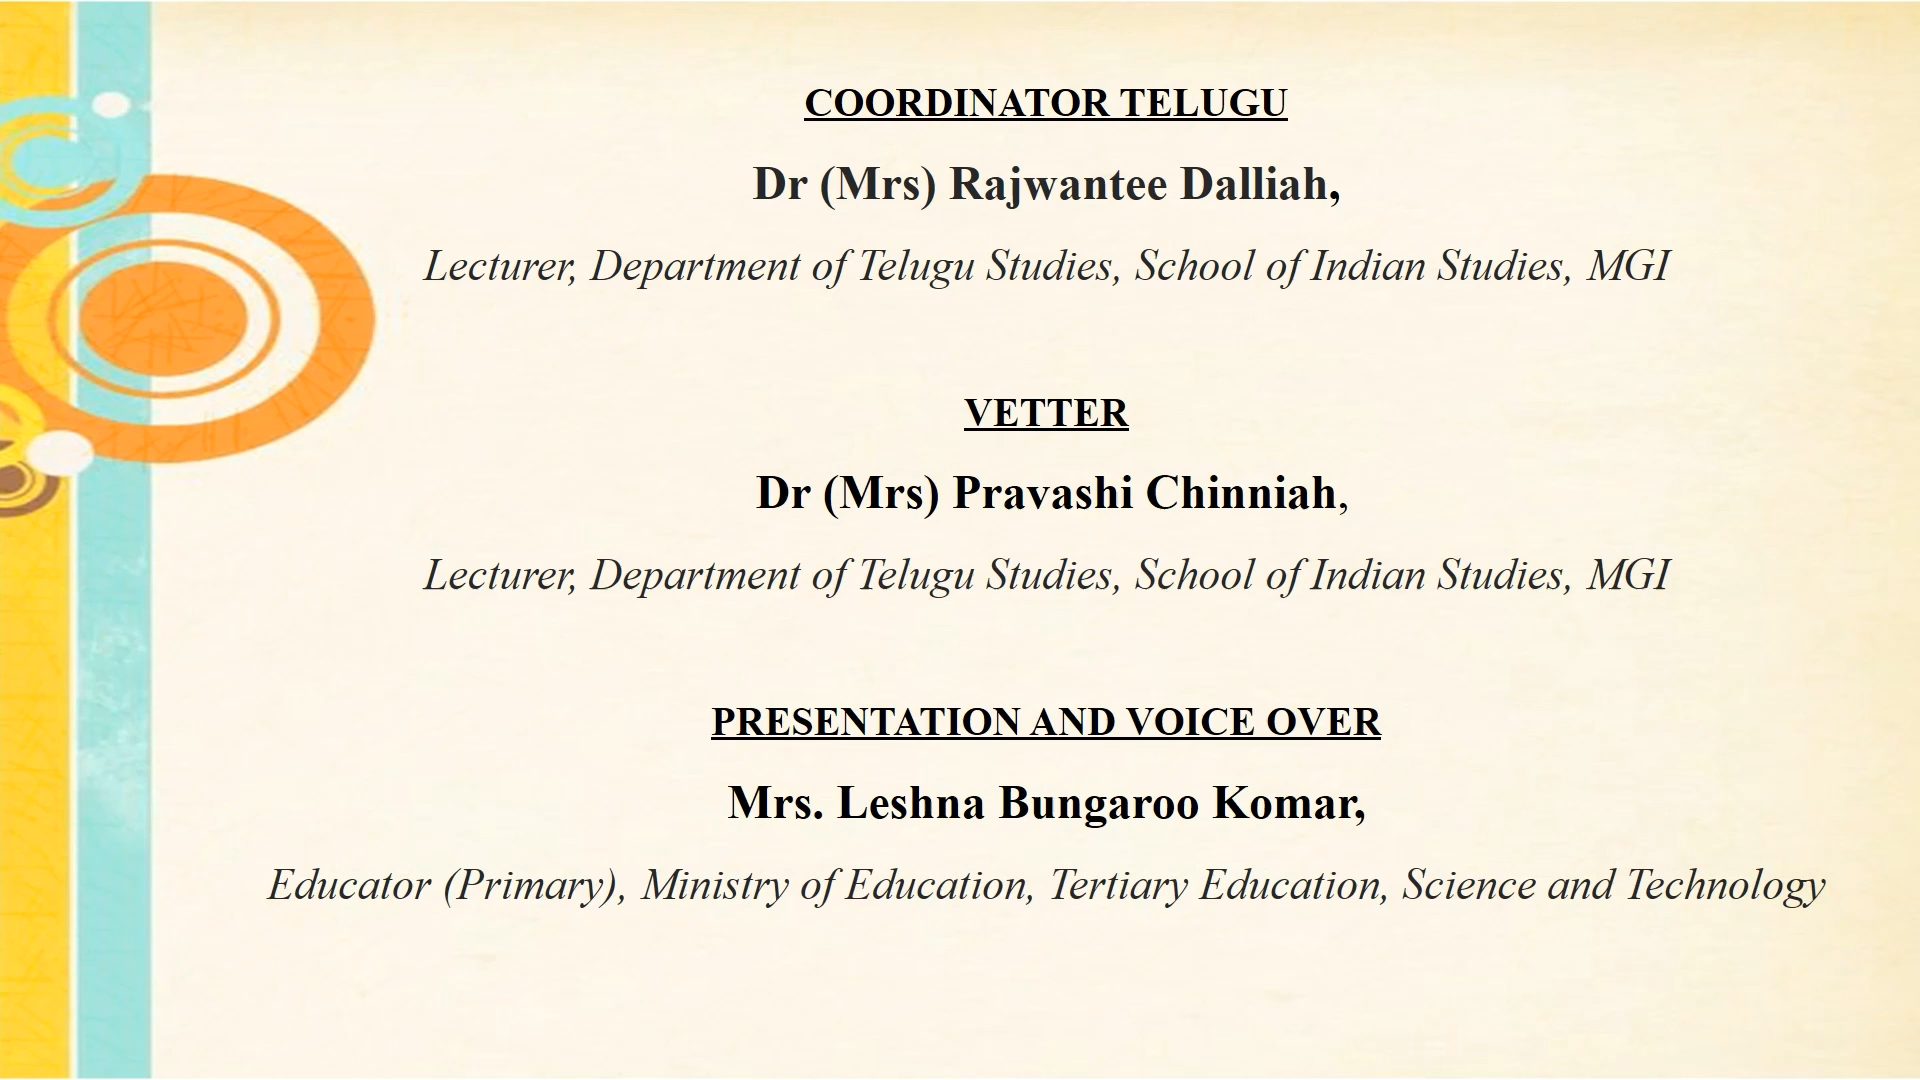 COORDINATOR TELUGU
Dr (Mrs) Rajwantee Dalliah,
Lecturer, Department of Telugu Studies, School of Indian Studies, MGI
VETTER
Dr (Mrs) Pravashi Chinniah,
Lecturer, Department of Telugu Studies, School of Indian Studies, MGI
PRESENTATION AND VOICE OVER
Mrs. Leshna Bungaroo Komar,
Educator (Primary), Ministry of Education, Tertiary Education, Science and Technology